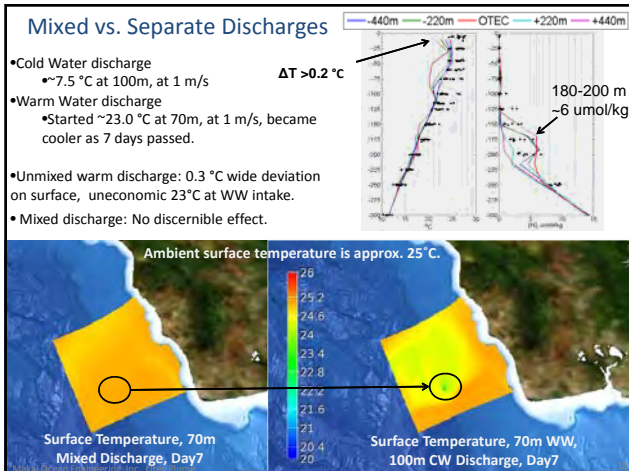 Mixed vs. Separate Discharges
-440m -220m OTEC +220m +440m
•Cold Water discharge
•~7.5 °C at 100m, at 1 m/s
•Warm Water discharge
•Started ~23.0 °C at 70m, at 1 m/s, became
cooler as 7 days passed.
•Unmixed warm discharge: 0.3 °C wide deviation
on surface, uneconomic 23°C at WW intake.
• Mixed discharge: No discernible effect.
ΔT >0.2 °C
180-200 m
~6 umol/kg
Ambient surface temperature is approx. 25˚C.
26
25.2
24.6
24
23.4
22.8
22.2
21.6
21
20.4
20
Surface Temperature, 70m
Mixed Discharge, Day7
Surface Temperature, 70m WW,
100m CW Discharge, Day7
Makai Ocean Engineering, Inc.